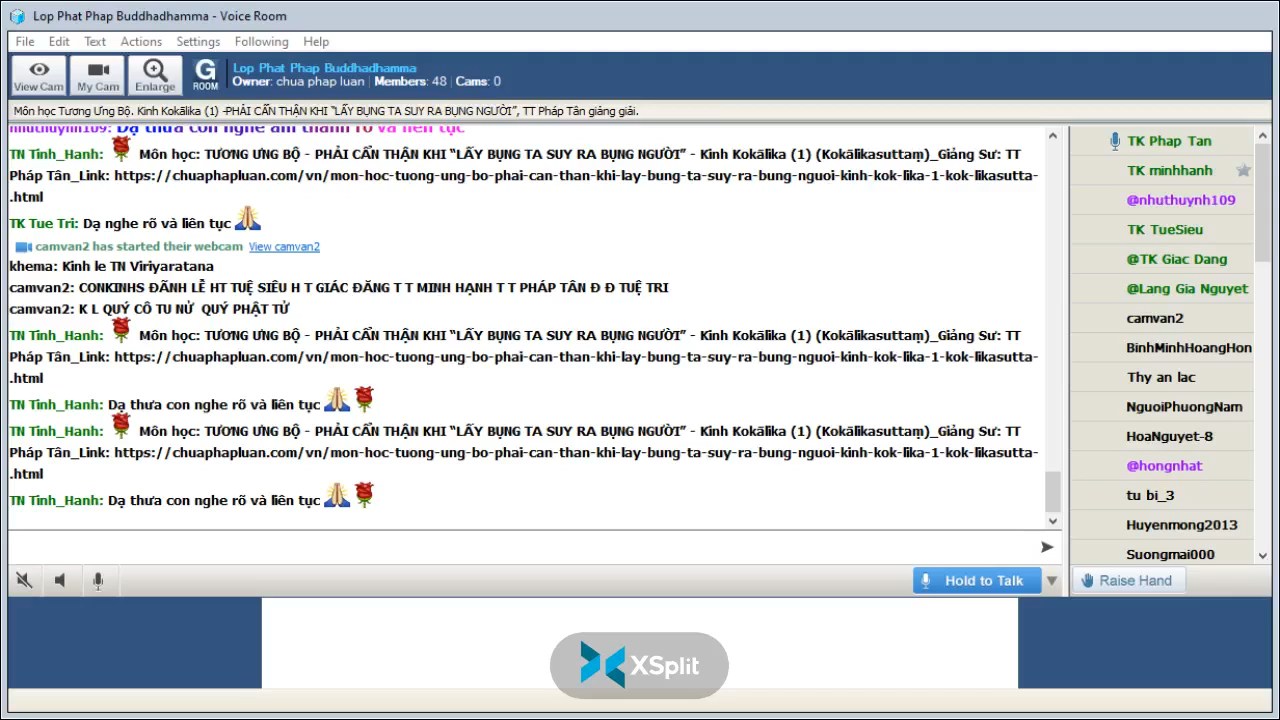 Lop Phat Phap Buddhadhamma - Voice Room
File Edit Text Actions Settings Following Help
View Cam My Cam Enlarge G ROOM
Lop Phat Phap Buddhadhamma
Owner: chua phap luan | Members: 48 | Cams: 0
Môn học Tương Ưng Bộ. Kinh Kokālika (1) -PHẢI CẨN THẬN KHI “LẤY BỤNG TA SUY RA BỤNG NGƯỜI”, TT Pháp Tân giảng giải.
nhuthuynh109: Dạ thưa con nghe âm thanh rõ và liên tục
TN Tinh_Hanh: Môn học: TƯƠNG ƯNG BỘ - PHẢI CẨN THẬN KHI “LẤY BỤNG TA SUY RA BỤNG NGƯỜI” - Kinh Kokālika (1) (Kokālikasuttaṃ)_Giảng Sư: TT
Pháp Tân_Link: https://chuaphapluan.com/vn/mon-hoc-tuong-ung-bo-phai-can-than-khi-lay-bung-ta-suy-ra-bung-nguoi-kinh-kok-lika-1-kok-likasutta-
.html
TK Tue Tri: Dạ nghe rõ và liên tục
camvan2 has started their webcam View camvan2
khema: Kinh le TN Viriyaratana
camvan2: CONKINHS ĐÃNH LỄ HT TUỆ SIÊU H T GIÁC ĐĂNG T T MINH HẠNH T T PHÁP TÂN Đ Đ TUỆ TRI
camvan2: K L QUÝ CÔ TU NỬ QUÝ PHẬT TỬ
TN Tinh_Hanh: Môn học: TƯƠNG ƯNG BỘ - PHẢI CẨN THẬN KHI “LẤY BỤNG TA SUY RA BỤNG NGƯỜI” - Kinh Kokālika (1) (Kokālikasuttaṃ)_Giảng Sư: TT
Pháp Tân_Link: https://chuaphapluan.com/vn/mon-hoc-tuong-ung-bo-phai-can-than-khi-lay-bung-ta-suy-ra-bung-nguoi-kinh-kok-lika-1-kok-likasutta-
.html
TN Tinh_Hanh: Dạ thưa con nghe rõ và liên tục
TN Tinh_Hanh: Môn học: TƯƠNG ƯNG BỘ - PHẢI CẨN THẬN KHI “LẤY BỤNG TA SUY RA BỤNG NGƯỜI” - Kinh Kokālika (1) (Kokālikasuttaṃ)_Giảng Sư: TT
Pháp Tân_Link: https://chuaphapluan.com/vn/mon-hoc-tuong-ung-bo-phai-can-than-khi-lay-bung-ta-suy-ra-bung-nguoi-kinh-kok-lika-1-kok-likasutta-
.html
TN Tinh_Hanh: Dạ thưa con nghe rõ và liên tục
TK Phap Tan
TK minhhanh
@nhuthuynh109
TK TueSieu
@TK Giac Dang
@Lang Gia Nguyet
camvan2
BinhMinhHoangHon
Thy an lac
NguoiPhuongNam
HoaNguyet-8
@hongnhat
tu bi_3
Huyenmong2013
Suongmai000
Hold to Talk
Raise Hand
XSplit